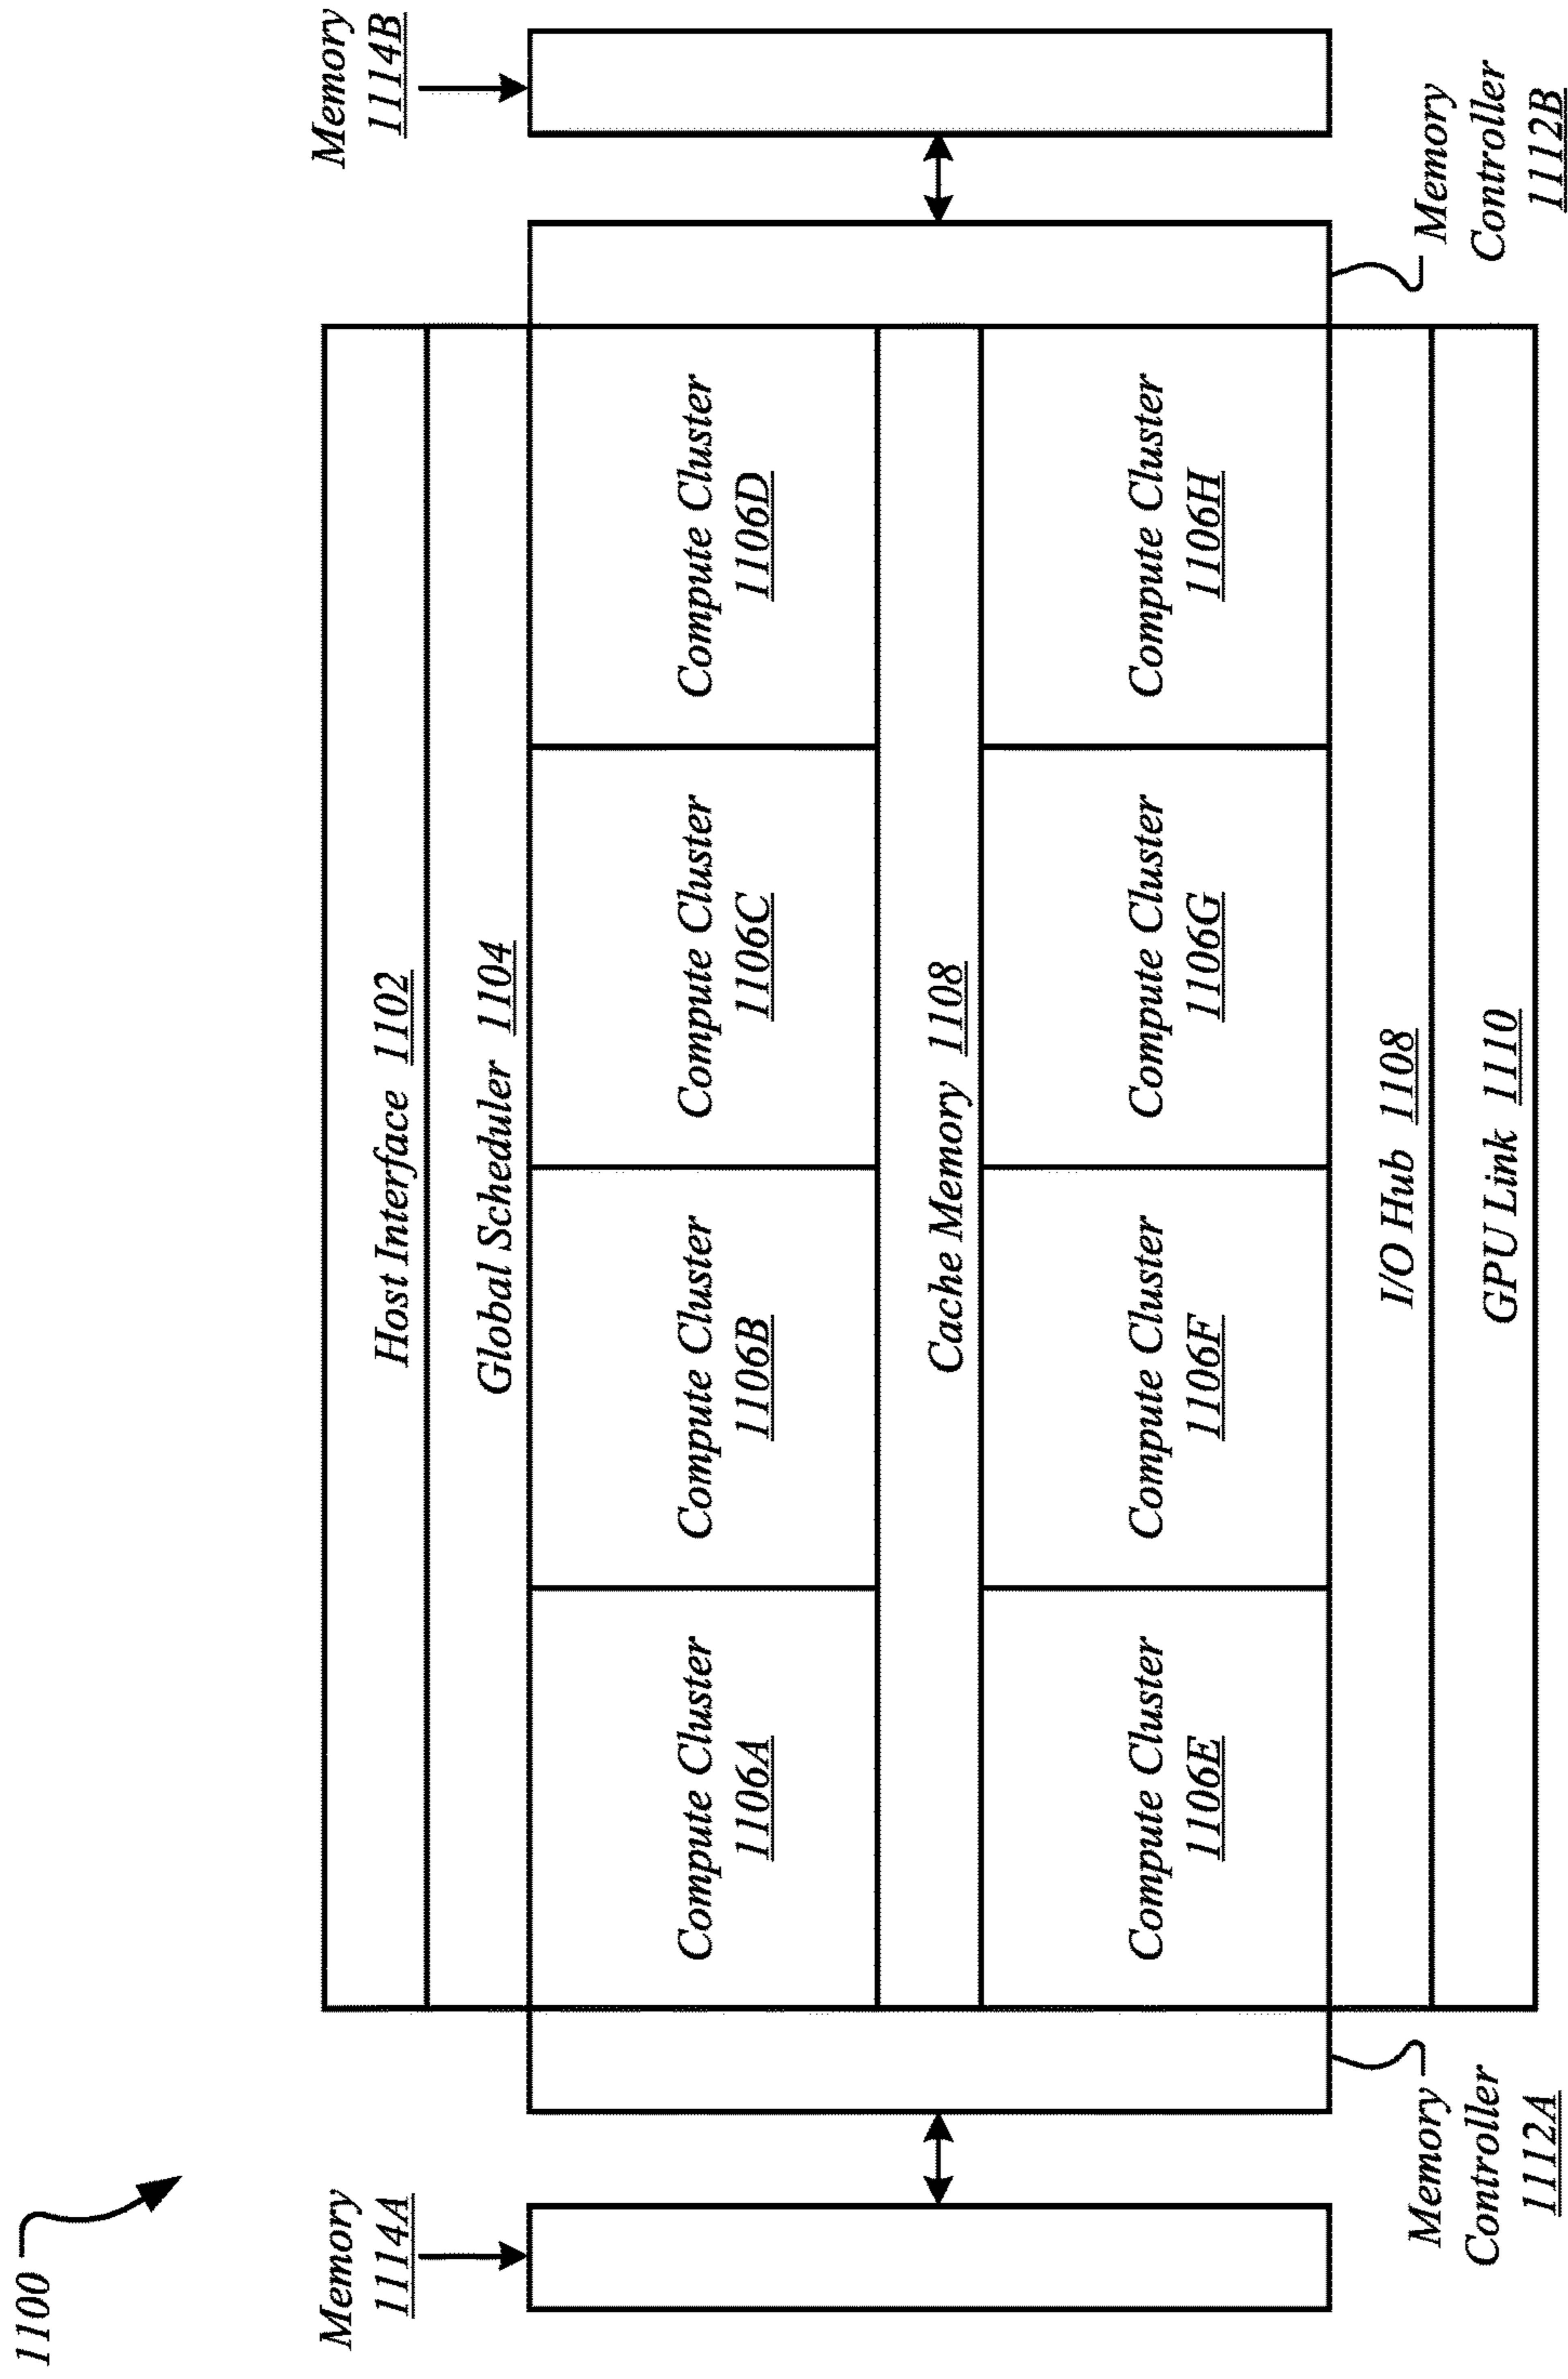 1100
Host Interface 1102
Global Scheduler 1104
Memory
1114A
Memory
1114B
Compute Cluster
1106A
Compute Cluster
1106B
Compute Cluster
1106C
Compute Cluster
1106D
Cache Memory 1108
Compute Cluster
1106E
Compute Cluster
1106F
Compute Cluster
1106G
Compute Cluster
1106H
I/O Hub 1108
GPU Link 1110
Memory
Controller
1112A
Memory
Controller
1112B